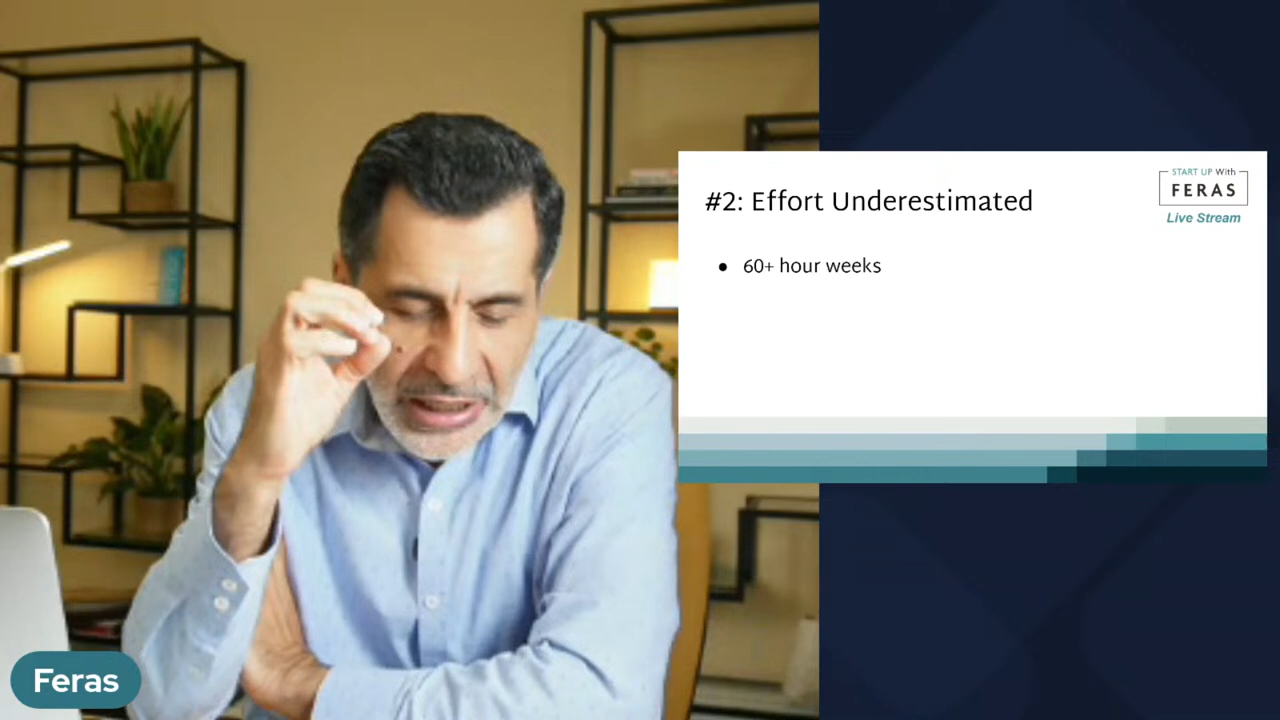 #2: Effort Underestimated
START UP With
FERAS
Live Stream
● 60+ hour weeks
Feras